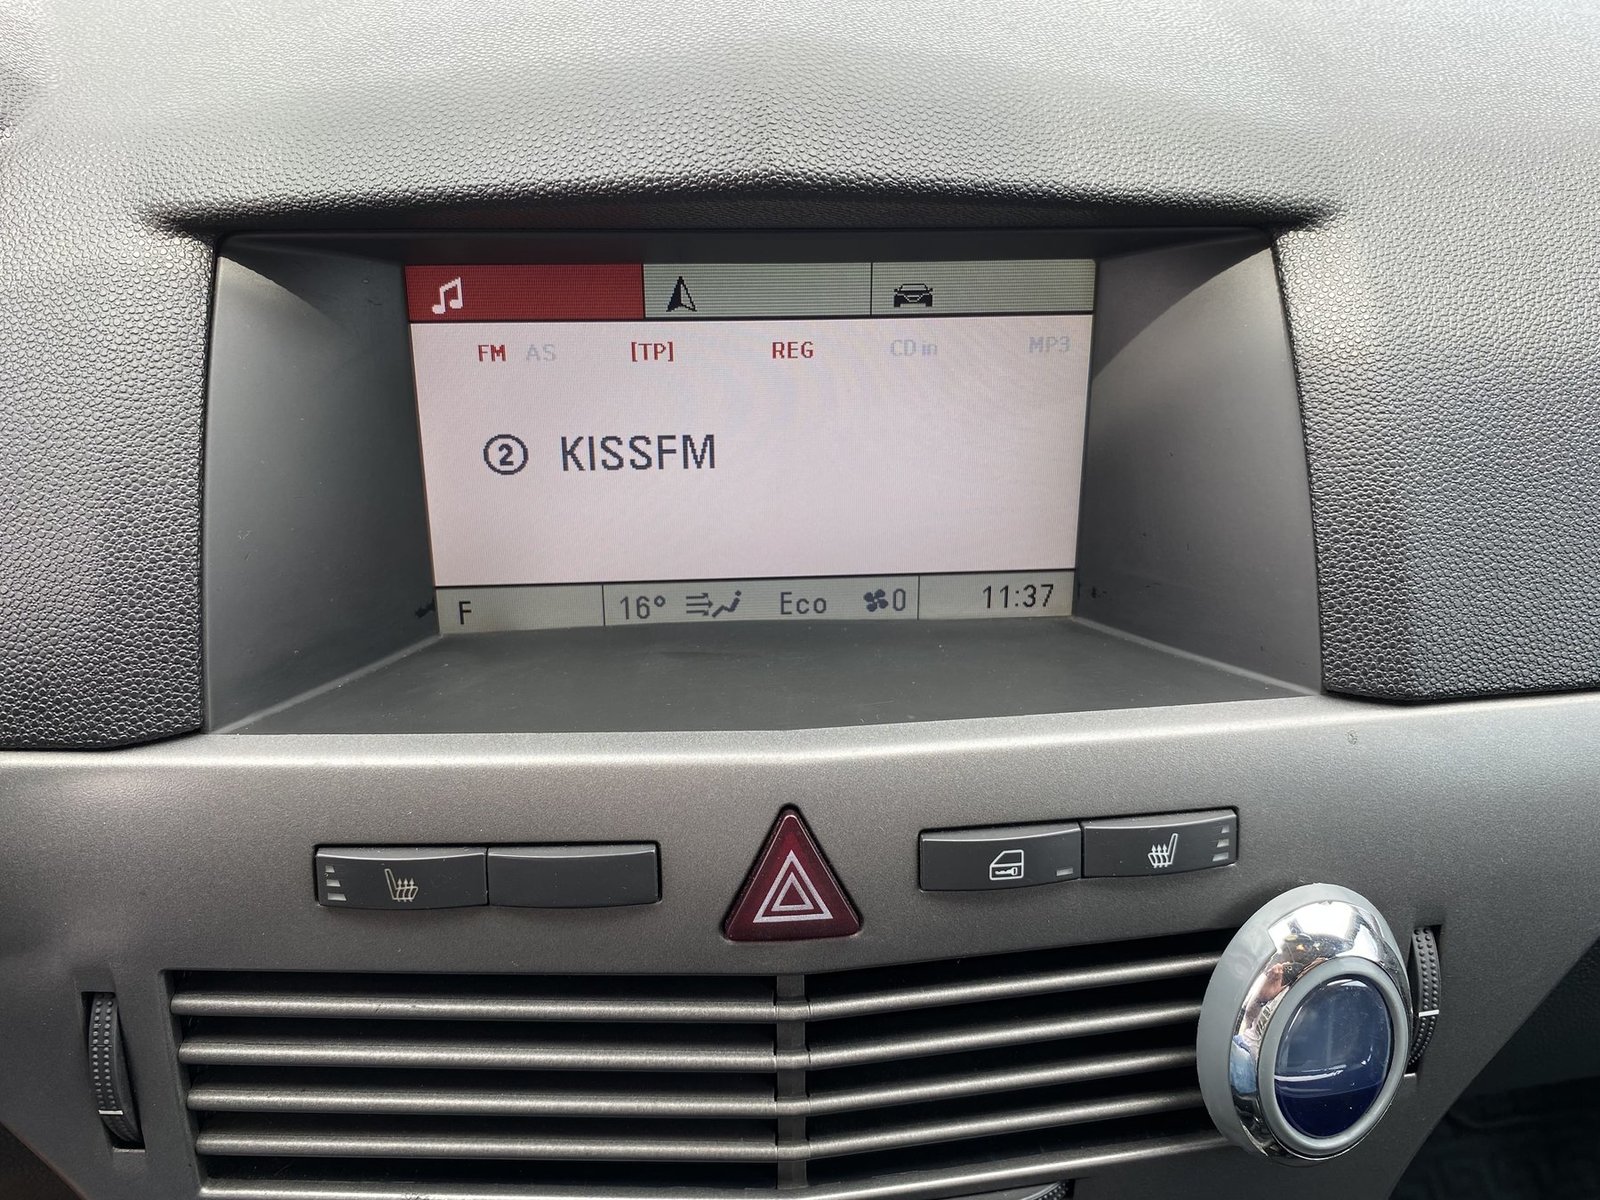 FM AS [TP] REG CD in MP3
2 KISSFM
F 16° Eco 0 11:37